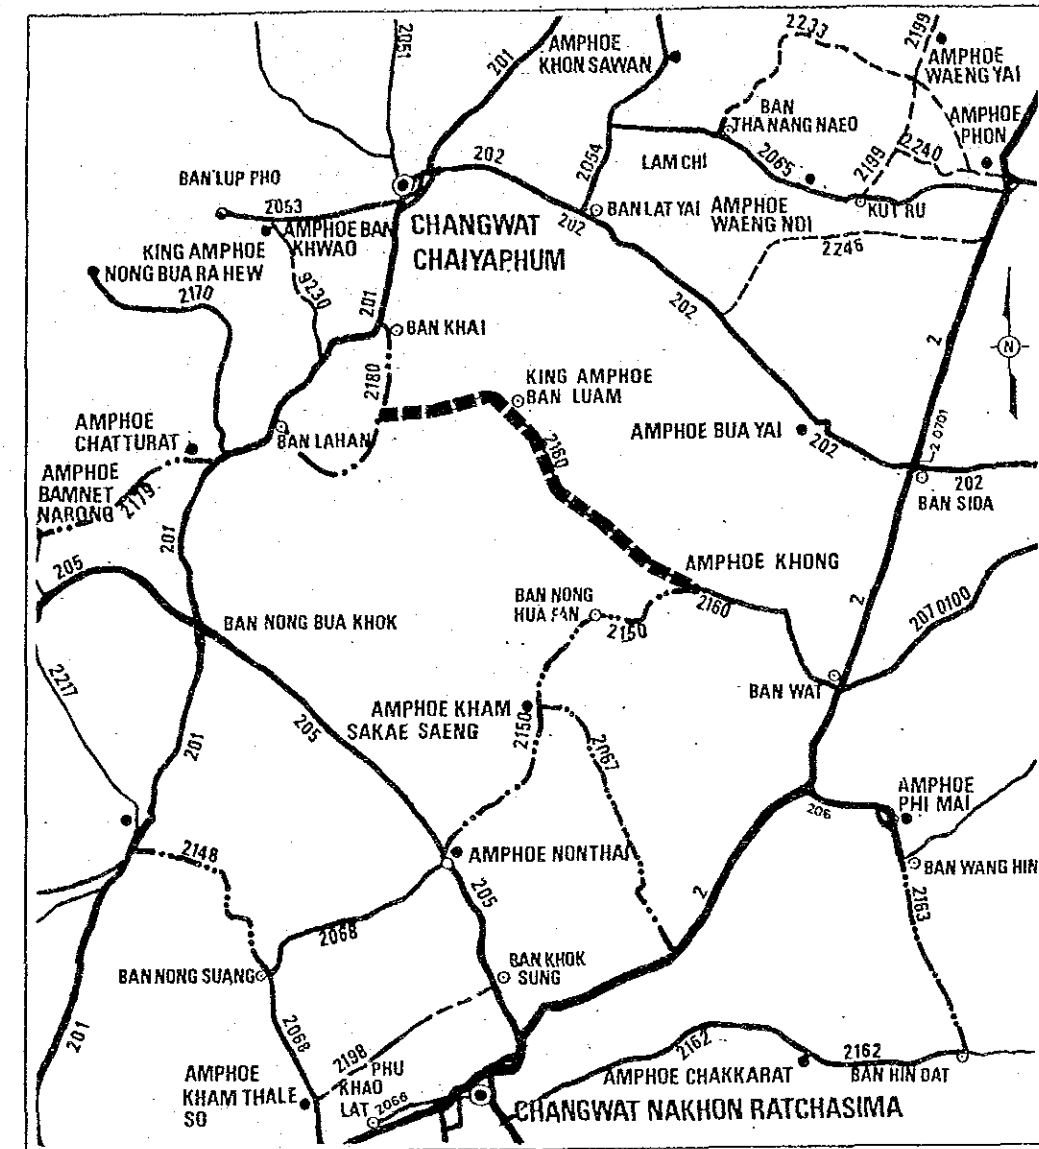 2051
201
AMPHOE
KHON SAWAN
2233
2199
AMPHOE
WAENG YAI
BAN
THA NANG NAEO
AMPHOE
PHON
202
2054
LAM CHI
2065
2199
2240
BAN LUP PHO
2053
AMPHOE BAN
KHWAO
CHANGWAT
CHAIYAPHUM
BAN LAT YAI
202
AMPHOE
WAENG NOI
KUT RU
2246
KING AMPHOE
NONG BUA RA HEW
2170
9230
201
BAN KHAI
202
2
N
2180
KING AMPHOE
BAN LUAM
AMPHOE
CHATTURAT
BAN LAHAN
AMPHOE BUA YAI
202
2 0701
2160
202
BAN SIDA
AMPHOE
BAMNET
NARONG
2179
201
205
AMPHOE KHONG
2160
BAN NONG
HUA FAN
2150
2
207 0100
BAN NONG BUA KHOK
BAN WAT
2217
AMPHOE KHAM
SAKAE SAENG
2150
2067
205
201
AMPHOE
PHI MAI
206
2148
AMPHOE NONTHAI
BAN WANG HIN
205
2
2163
2068
BAN NONG SUANG
BAN KHOK
SUNG
201
2068
2198
PHU
KHAO
LAT
2066
2162
2162
AMPHOE
KHAM THALE
SO
AMPHOE CHAKKARAT
BAN HIN DAT
CHANGWAT NAKHON RATCHASIMA